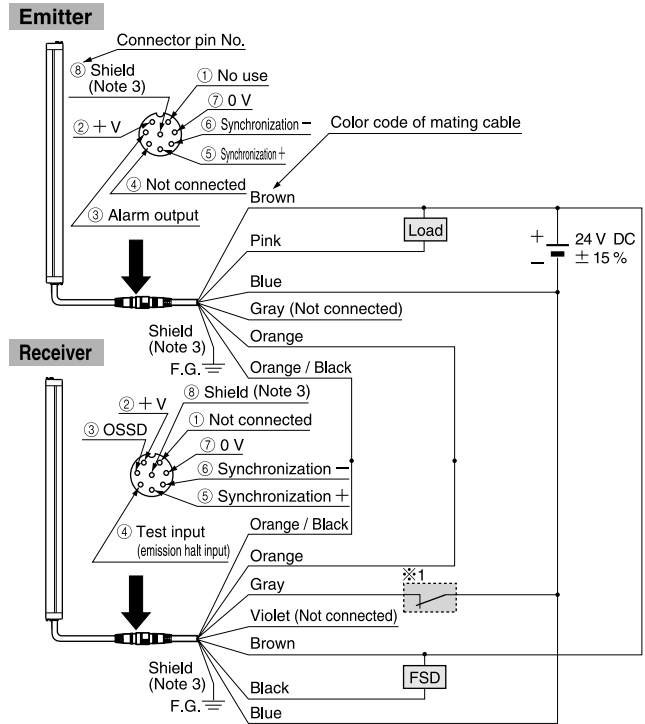 Emitter
Connector pin No.
⑧ Shield
(Note 3)
① No use
⑦ 0 V
② + V
⑥ Synchronization −
Color code of mating cable
⑤ Synchronization +
④ Not connected
③ Alarm output
Brown
Load
Pink
+
−
24 V DC
± 15 %
Blue
Gray (Not connected)
Shield
(Note 3)
F.G.
Orange
Orange / Black
Receiver
② + V
⑧ Shield (Note 3)
③ OSSD
① Not connected
⑦ 0 V
⑥ Synchronization −
⑤ Synchronization +
④ Test input
(emission halt input)
Orange / Black
Orange
Gray
※1
Violet (Not connected)
Brown
Shield
(Note 3)
F.G.
FSD
Black
Blue